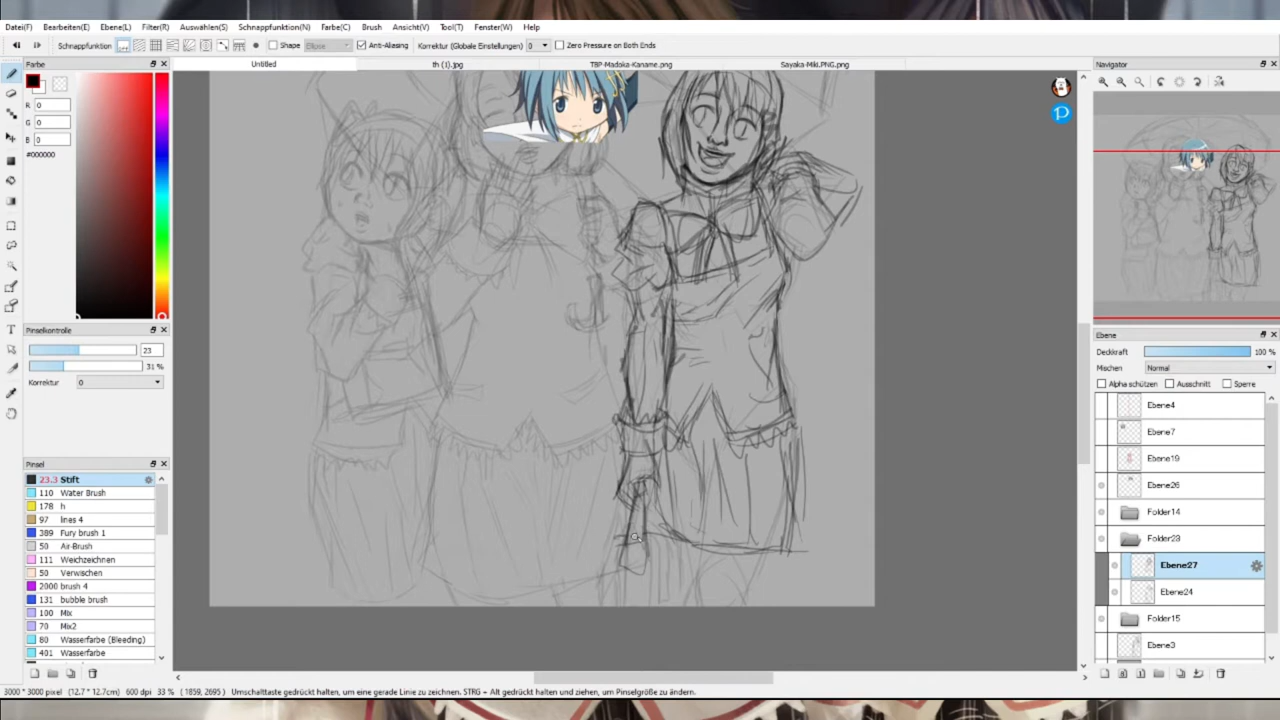 Datei(F) Bearbeiten(E) Ebene(L) Filter(R) Auswählen(S) Schnappfunktion(N) Farbe(C) Brush Ansicht(V) Tool(T) Fenster(W) Help
Schnappfunktion Shape Ellipse Anti-Aliasing Korrektur (Globale Einstellungen) 0 Zero Pressure on Both Ends
Farbe
Untitled th (1).jpg TBP-Madoka-Kaname.png Sayaka-Miki.PNG.png
Navigator
R 0
G 0
B 0
#000000
Pinselkontrolle
23
31 %
Korrektur 0
Ebene
Deckkraft 100 %
Mischen Normal
Alpha schützen Ausschnitt Sperre
Ebene4
Ebene7
Ebene19
Ebene26
Folder14
Folder23
Ebene27
Ebene24
Folder15
Ebene3
Pinsel
23.3 Stift
110 Water Brush
178 h
97 lines 4
389 Fury brush 1
50 Air-Brush
111 Weichzeichnen
50 Verwischen
2000 brush 4
131 bubble brush
100 Mix
70 Mix2
80 Wasserfarbe (Bleeding)
401 Wasserfarbe
3000 * 3000 pixel (12.7 * 12.7cm) 600 dpi 33 % ( 1859, 2695 ) Umschalttaste gedrückt halten, um eine gerade Linie zu zeichnen. STRG + Alt gedrückt halten und ziehen, um Pinselgröße zu ändern.